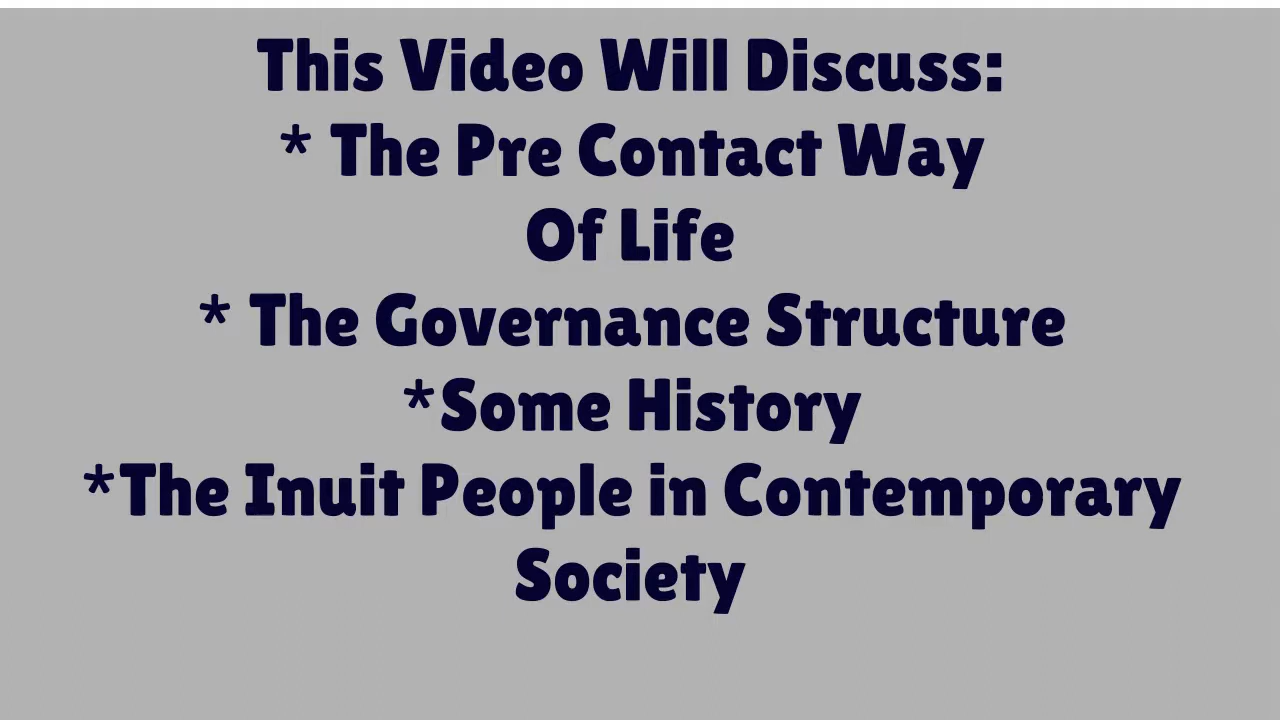 This Video Will Discuss:
* The Pre Contact Way
Of Life
* The Governance Structure
*Some History
*The Inuit People in Contemporary
Society